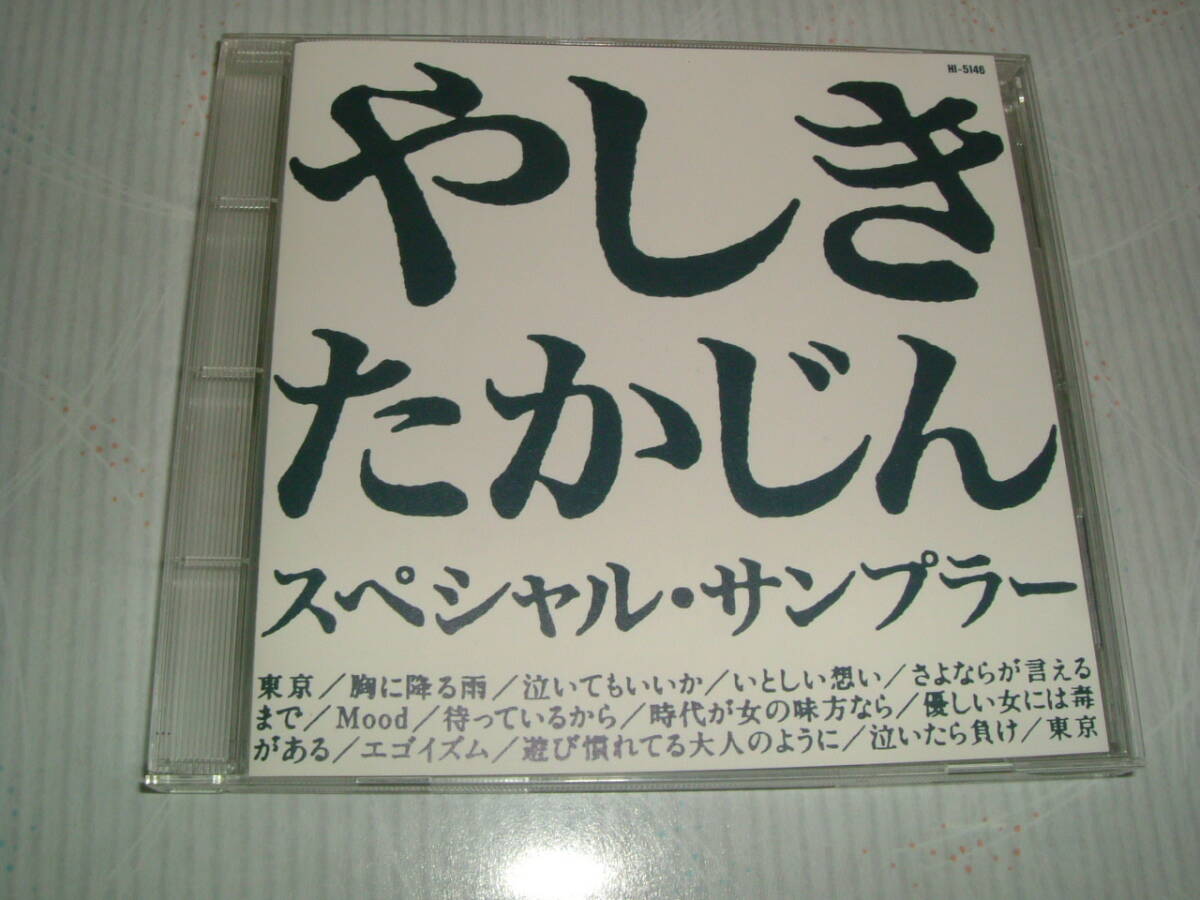 HI-5146
やしき
たかじん
スペシャル・サンプラー
東京/胸に降る雨/泣いてもいいか/いとしい想い/さよならが言える
まで/Mood/待っているから/時代が女の味方なら/優しい女には毒
がある/エゴイズム/遊び慣れてる大人のように/泣いたら負け/東京